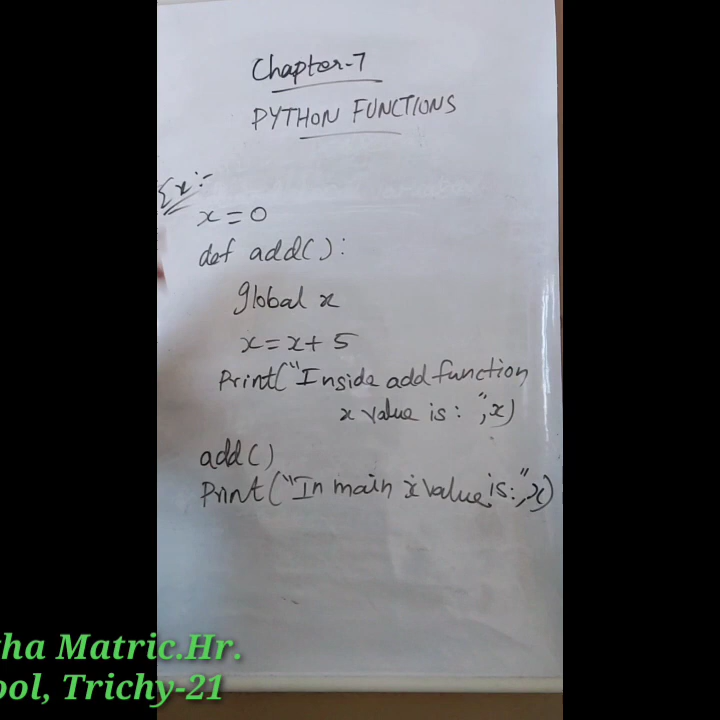 Chapter-7
PYTHON FUNCTIONS
Ex:-
x=0
def add():
global x
x=x+5
Print("Inside add function
x value is: ",x)
add()
Print("In main x value is:",x)
tha Matric.Hr.
ool, Trichy-21